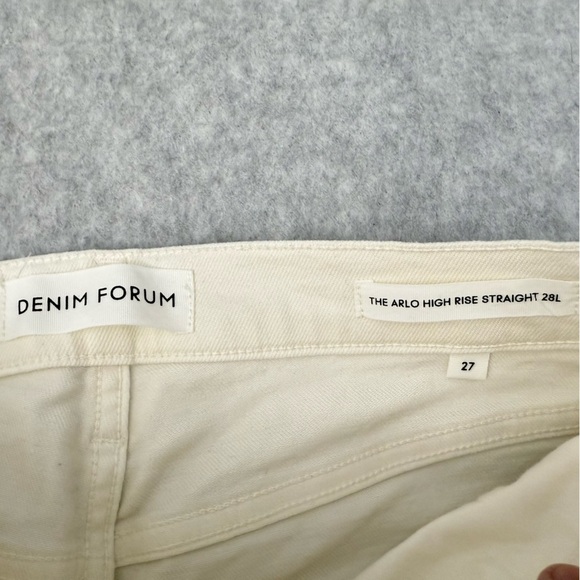 DENIM FORUM
THE ARLO HIGH RISE STRAIGHT 28L
27